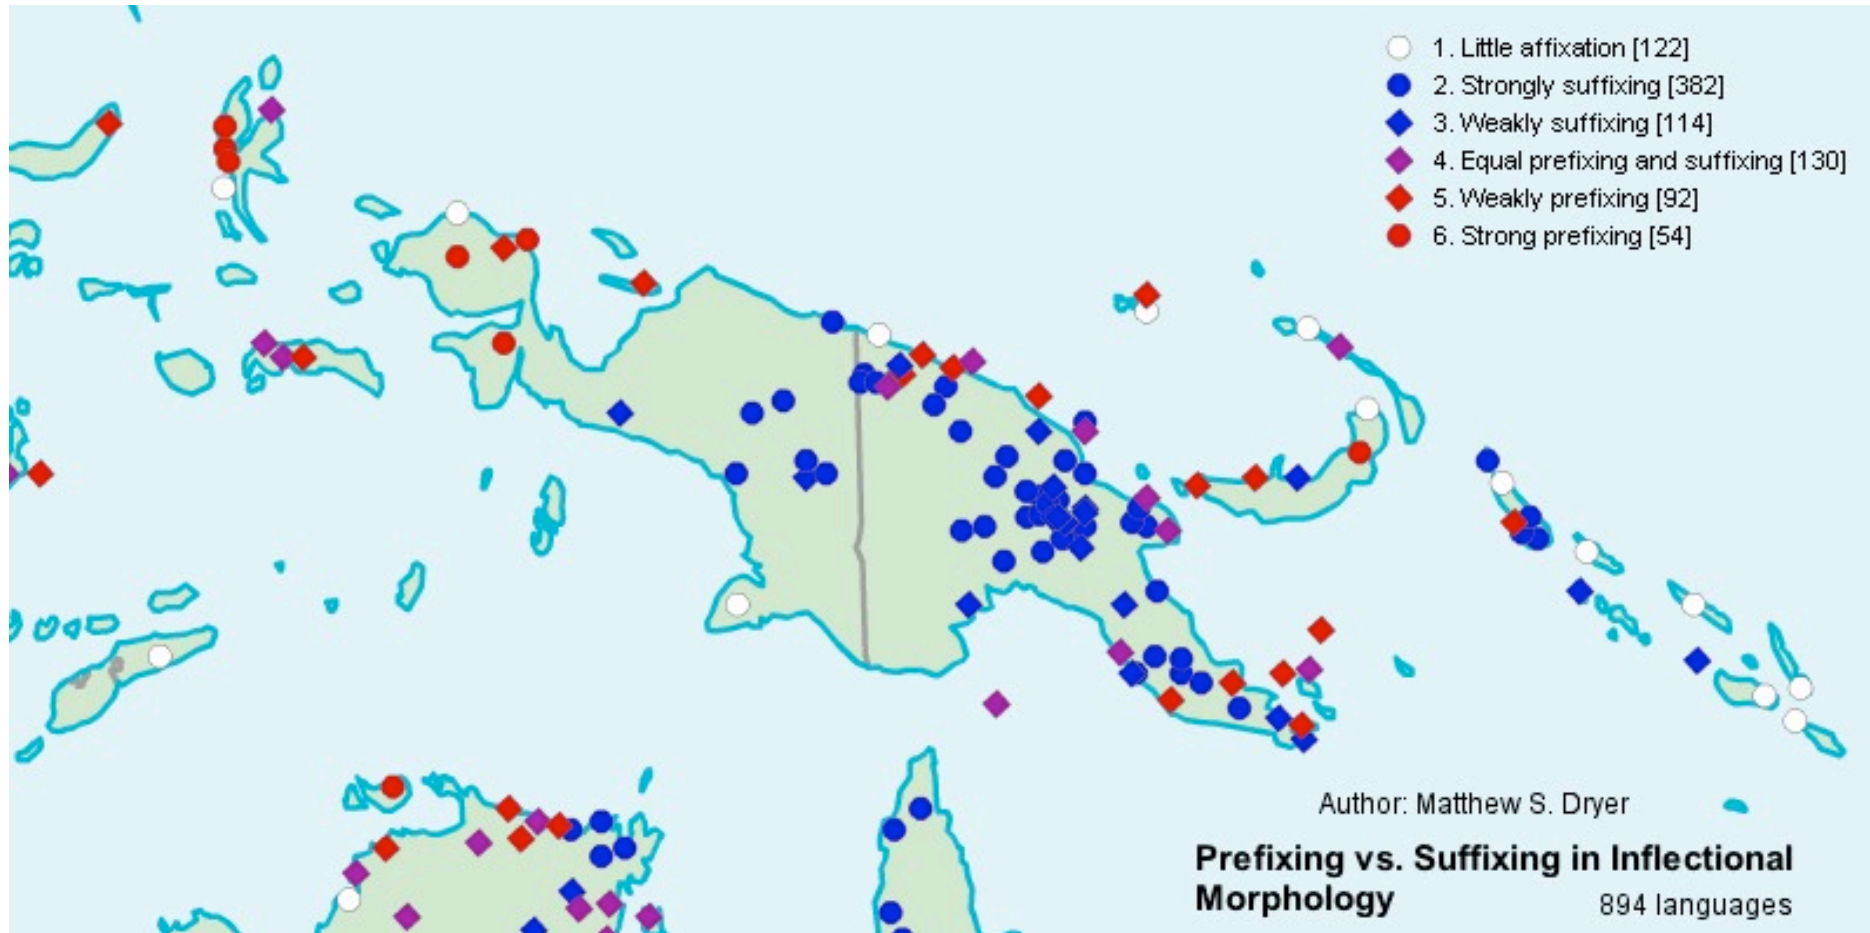 1. Little affixation [122]
2. Strongly suffixing [382]
3. Weakly suffixing [114]
4. Equal prefixing and suffixing [130]
5. Weakly prefixing [92]
6. Strong prefixing [54]
Author: Matthew S. Dryer
Prefixing vs. Suffixing in Inflectional
Morphology
894 languages